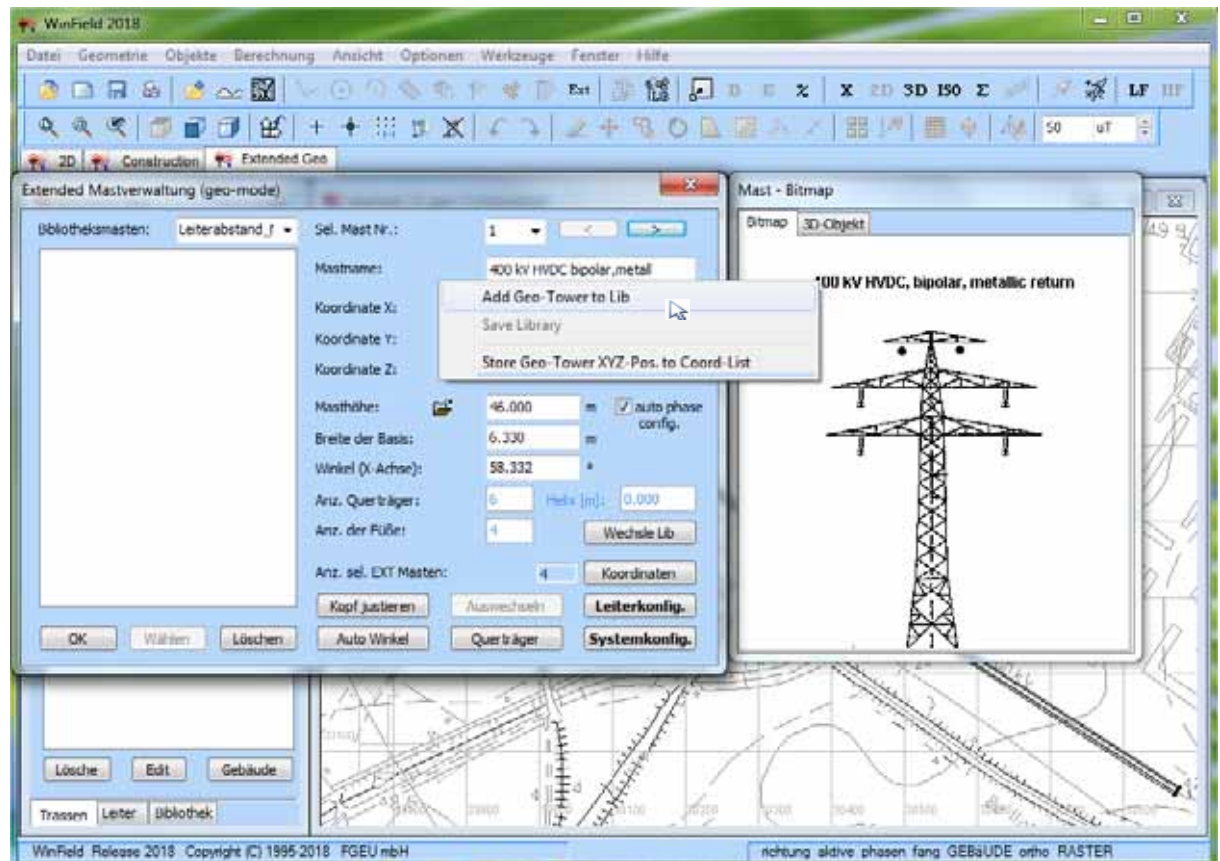 WinField 2018
Datei Geometrie Objekte Berechnung Ansicht Optionen Werkzeuge Fenster Hilfe
Ext D E % X 2D 3D ISO Σ LF HF
50 uT
2D Construction Extended Geo
Extended Mastverwaltung (geo-mode)
Bibliotheksmasten: Leiterabstand_f
Sel. Mast Nr.: 1 < >
Mastname: 400 kV HVDC bipolar,metall
Koordinate X:
Koordinate Y:
Koordinate Z:
Add Geo-Tower to Lib
Save Library
Store Geo-Tower XYZ-Pos. to Coord-List
Masthöhe: 46.000 m auto phase config.
Breite der Basis: 6.330 m
Winkel (X-Achse): 58.332 °
Anz. Querträger: 6 Helix [m]: 0.000
Anz. der Füße: 4 Wechsle Lib
Anz. sel. EXT Masten: 4 Koordinaten
Kopf justieren Auswechseln Leiterkonfig.
OK Wählen Löschen Auto Winkel Querträger Systemkonfig.
Mast - Bitmap
Bitmap 3D-Objekt
400 kV HVDC, bipolar, metallic return
Lösche Edit Gebäude
Trassen Leiter Bibliothek
WinField Release 2018 Copyright (C) 1995-2018 FGEU mbH
richtung aktive phasen fang GEBäUDE ortho RASTER